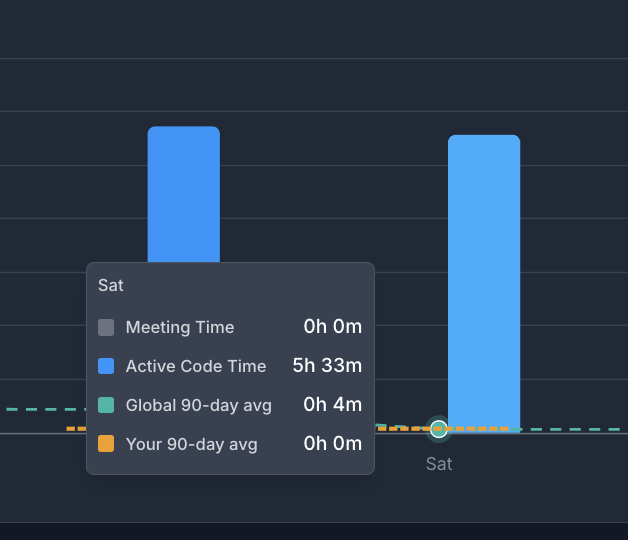 Sat
Meeting Time 0h 0m
Active Code Time 5h 33m
Global 90-day avg 0h 4m
Your 90-day avg 0h 0m
Sat